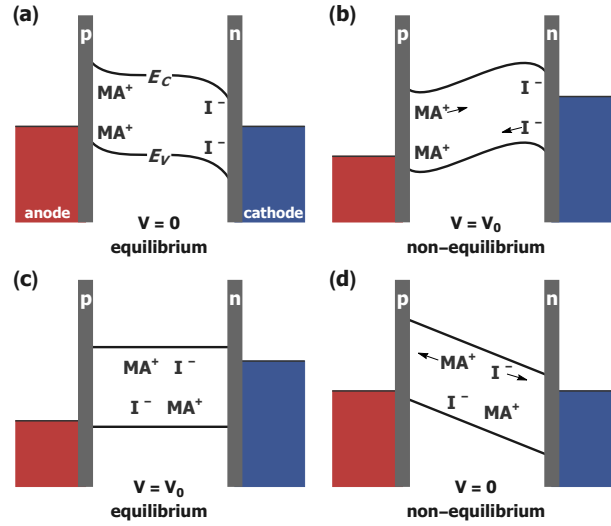 (a)
p
n
E_C
MA⁺
I⁻
MA⁺
I⁻
E_V
anode
cathode
V = 0
equilibrium
(b)
p
n
I⁻
MA⁺
I⁻
MA⁺
V = V₀
non−equilibrium
(c)
p
n
MA⁺ I⁻
I⁻ MA⁺
V = V₀
equilibrium
(d)
p
n
MA⁺
I⁻
I⁻
MA⁺
V = 0
non−equilibrium